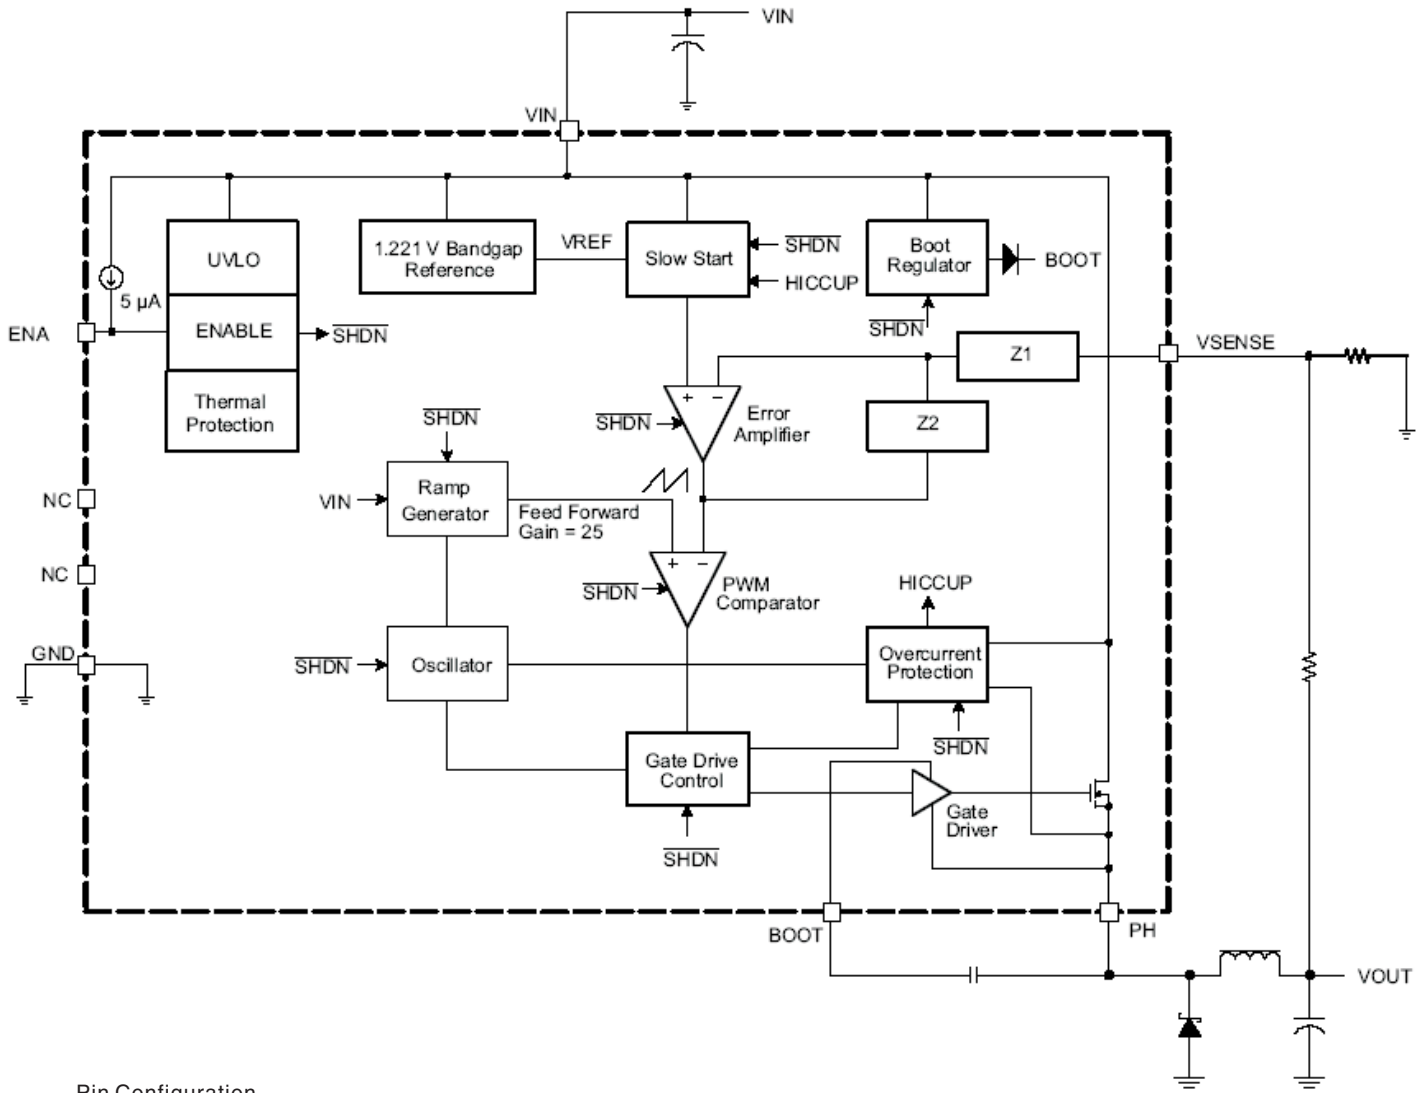 VIN
VIN
UVLO
1.221 V Bandgap
Reference
VREF
Slow Start
SHDN
HICCUP
Boot
Regulator
BOOT
SHDN
5 µA
ENA
ENABLE
SHDN
Thermal
Protection
Z1
VSENSE
Z2
+ −
SHDN
Error
Amplifier
SHDN
VIN
Ramp
Generator
Feed Forward
Gain = 25
NC
NC
+ −
SHDN
PWM
Comparator
HICCUP
GND
SHDN
Oscillator
Overcurrent
Protection
SHDN
Gate Drive
Control
SHDN
Gate
Driver
BOOT
PH
VOUT
Pin Configuration